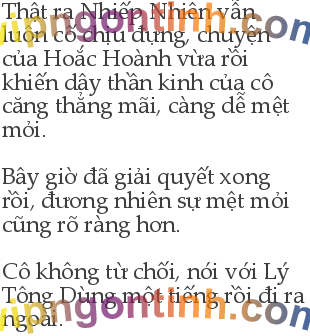 Thật ra Nhiếp Nhiên vẫn
luôn cố chịu đựng, chuyện
của Hoắc Hoành vừa rồi
khiến dây thần kinh của cô
căng thẳng mãi, càng dễ mệt
mỏi.
Bây giờ đã giải quyết xong
rồi, đương nhiên sự mệt mỏi
cũng rõ ràng hơn.
Cô không từ chối, nói với Lý
Tông Dũng một tiếng rồi đi ra
ngoài.